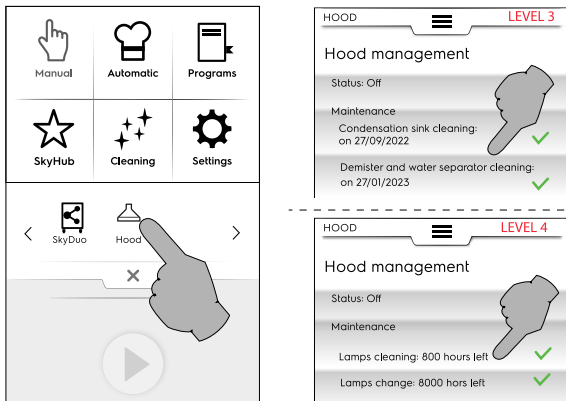 Manual
Automatic
Programs
SkyHub
Cleaning
Settings
SkyDuo
Hood
HOOD
LEVEL 3
Hood management
Status: Off
Maintenance
Condensation sink cleaning:
on 27/09/2022
Demister and water separator cleaning:
on 27/01/2023
HOOD
LEVEL 4
Hood management
Status: Off
Maintenance
Lamps cleaning: 800 hours left
Lamps change: 8000 hors left